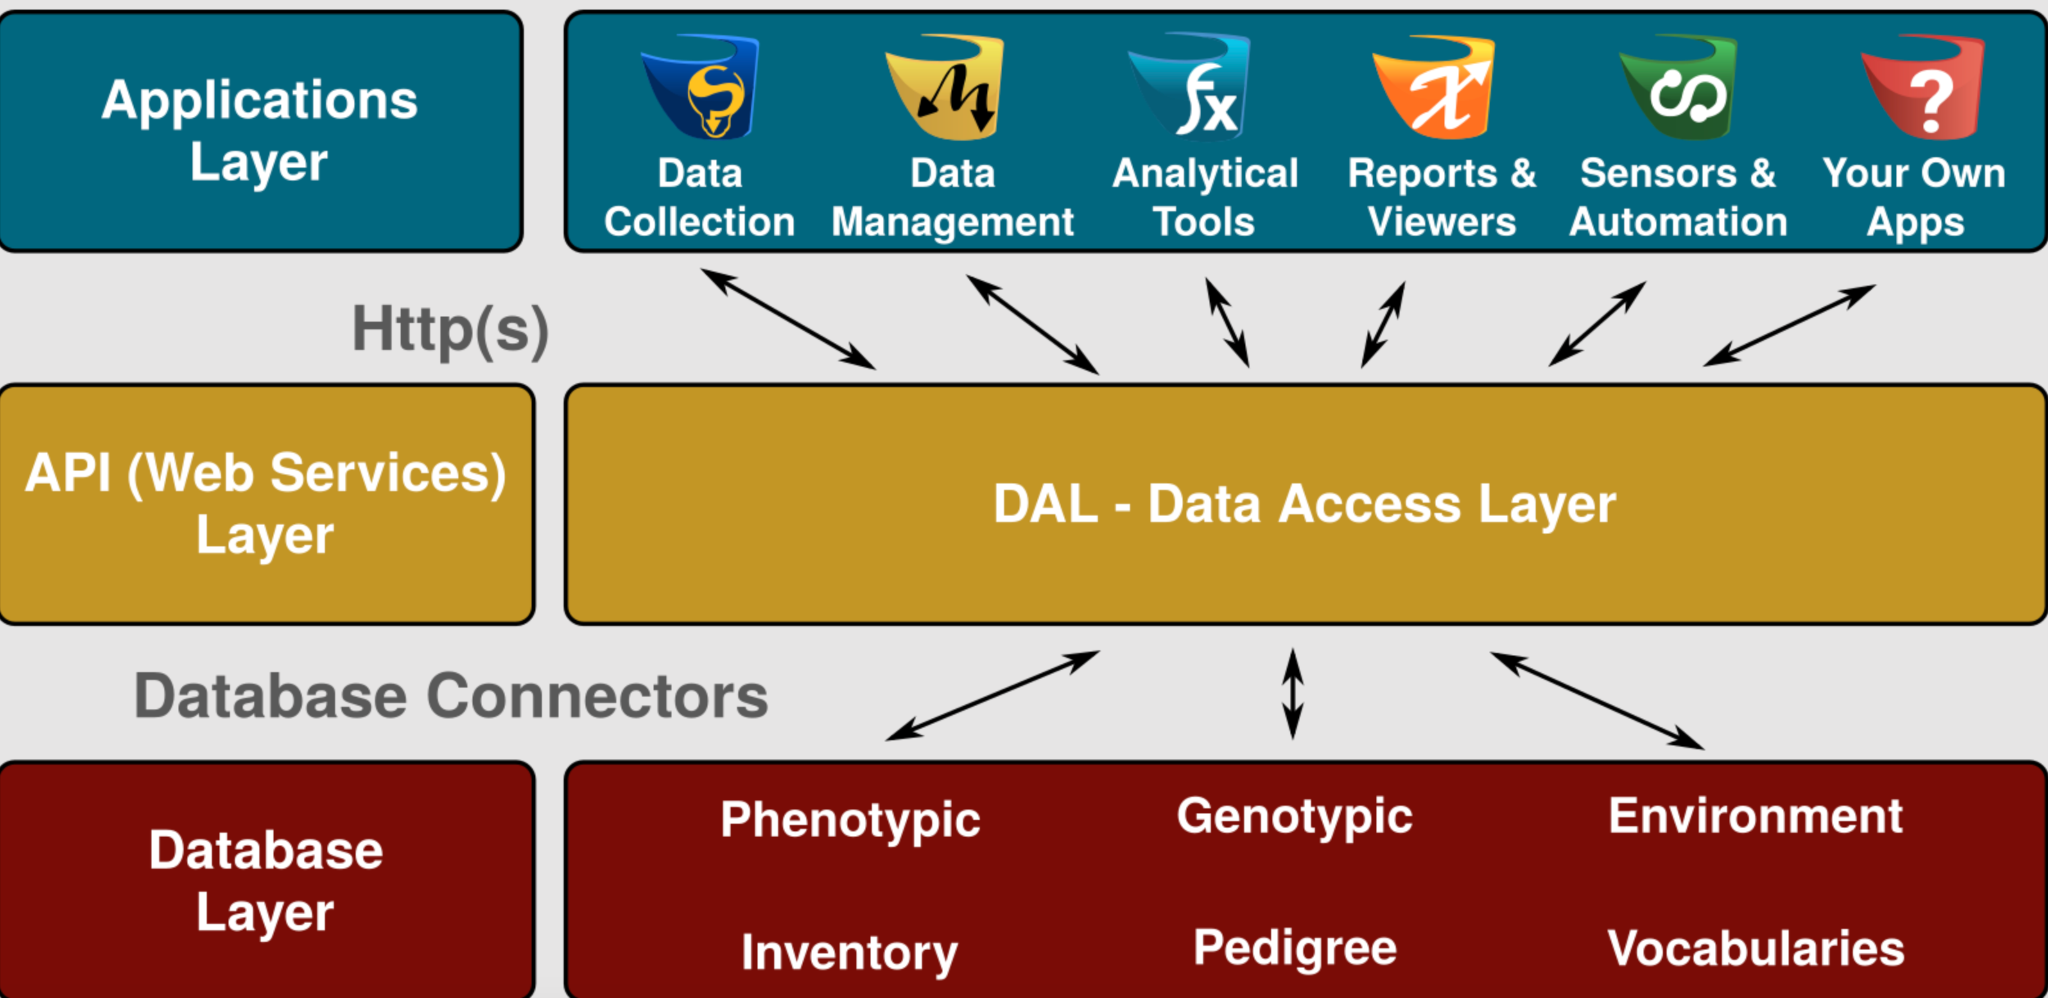 Applications
Layer
Data
Collection
Data
Management
fx
Analytical
Tools
Reports &
Viewers
Sensors &
Automation
?
Your Own
Apps
Http(s)
API (Web Services)
Layer
DAL - Data Access Layer
Database Connectors
Database
Layer
Phenotypic
Genotypic
Environment
Inventory
Pedigree
Vocabularies